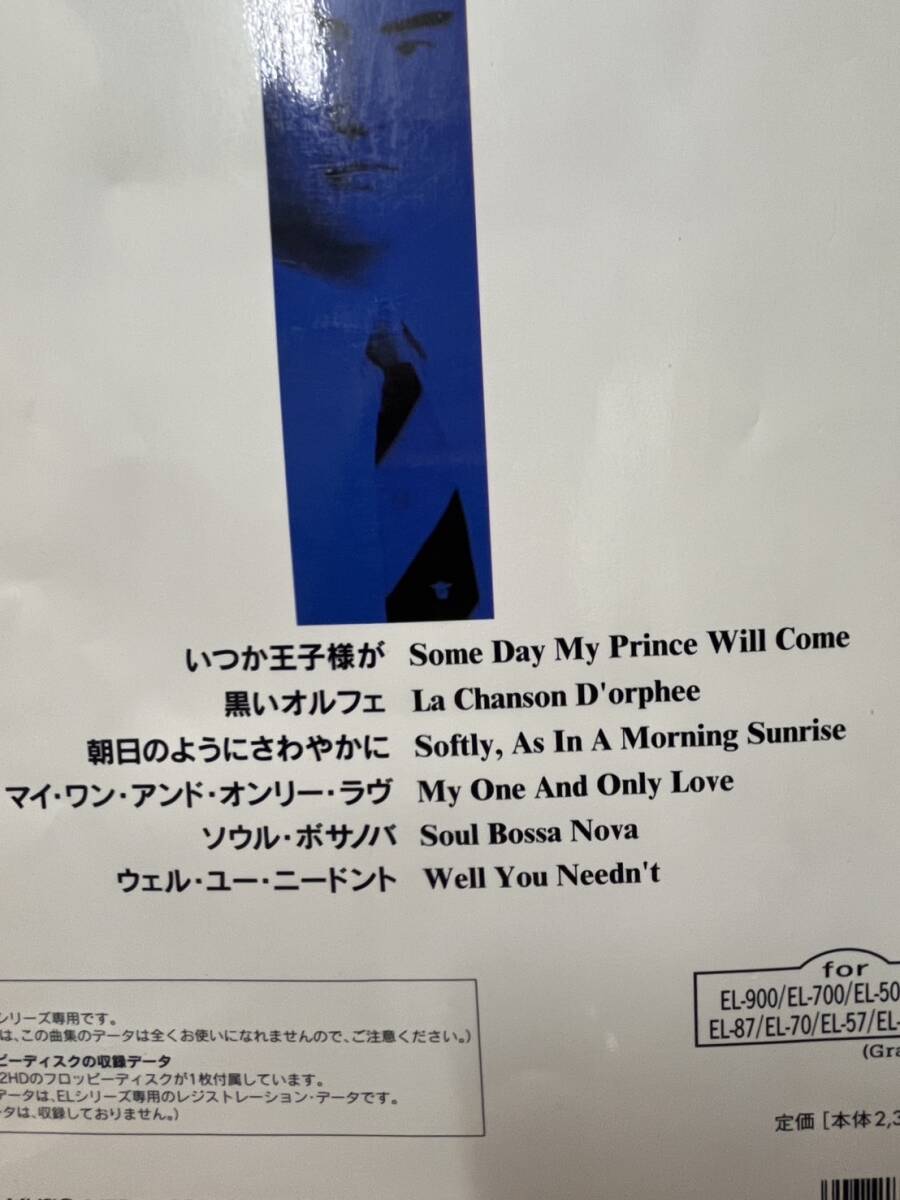 いつか王子様が Some Day My Prince Will Come
黒いオルフェ La Chanson D'orphee
朝日のようにさわやかに Softly, As In A Morning Sunrise
マイ・ワン・アンド・オンリー・ラヴ My One And Only Love
ソウル・ボサノバ Soul Bossa Nova
ウェル・ユー・ニードント Well You Needn't
シリーズ専用です。
は、この曲集のデータは全くお使いになれませんので、ご注意ください。)
ピーディスクの収録データ
2HDのフロッピーディスクが1枚付属しています。
データは、ELシリーズ専用のレジストレーション・データです。
タは、収録しておりません。)
for
EL-900/EL-700/EL-50
EL-87/EL-70/EL-57/EL-
(Gra
定価 [本体2,3